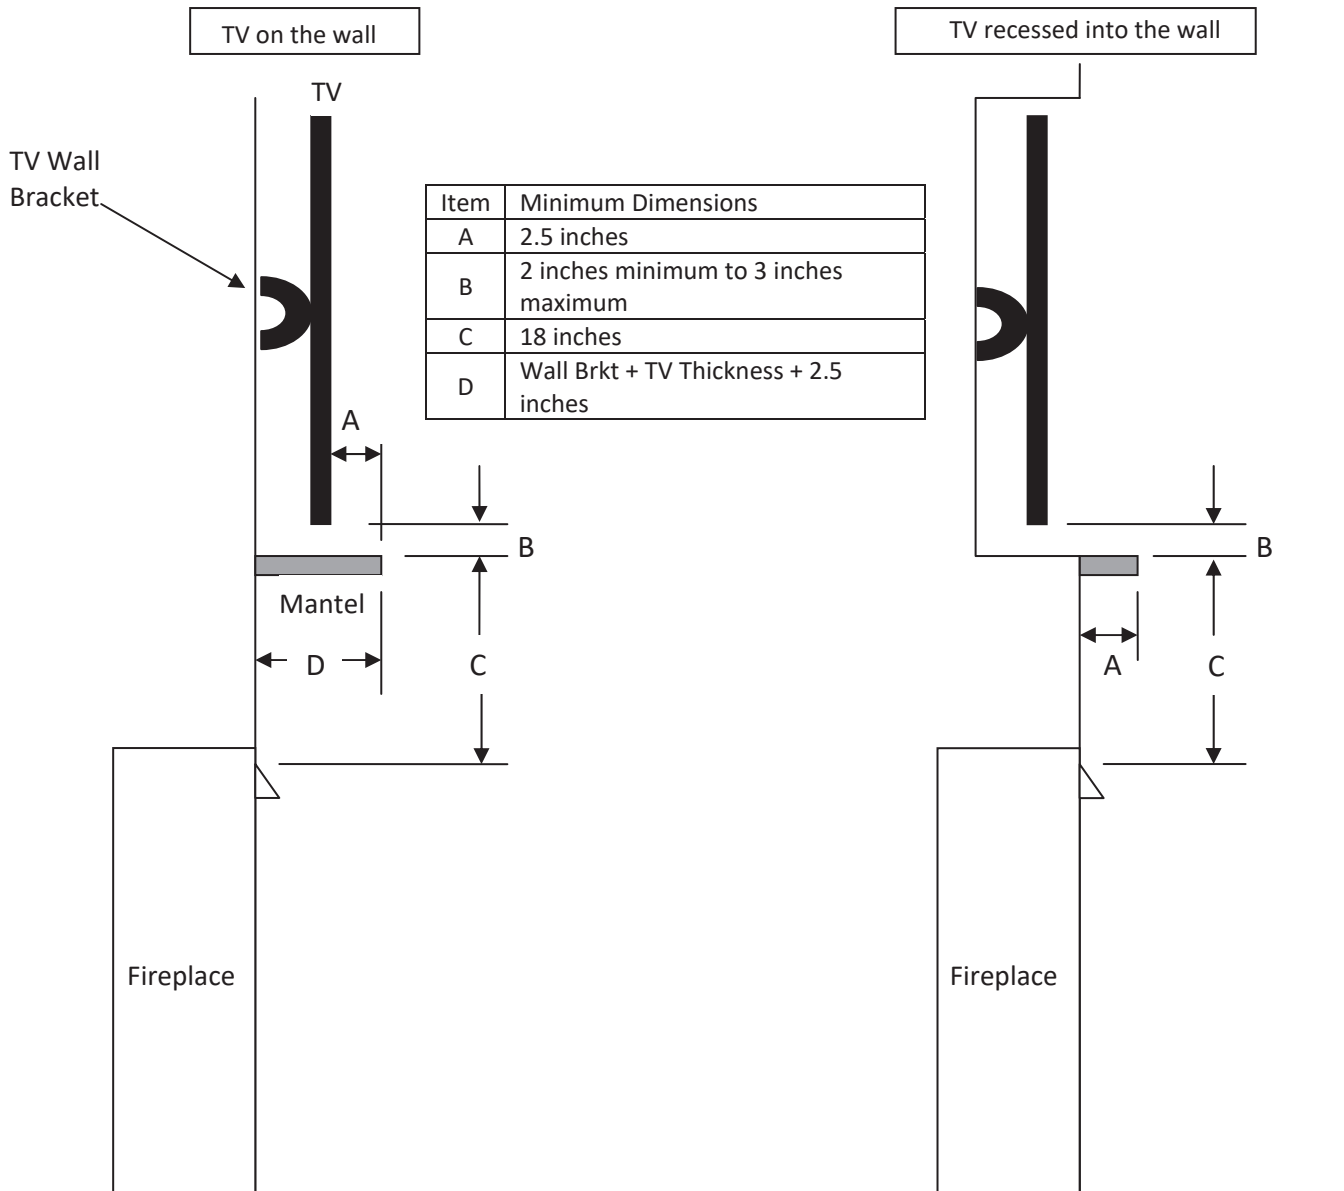 TV on the wall
TV recessed into the wall
TV
TV Wall
Bracket
Item Minimum Dimensions
A 2.5 inches
B 2 inches minimum to 3 inches
maximum
C 18 inches
D Wall Brkt + TV Thickness + 2.5
inches
A
B
Mantel
D
C
Fireplace
B
A
C
Fireplace